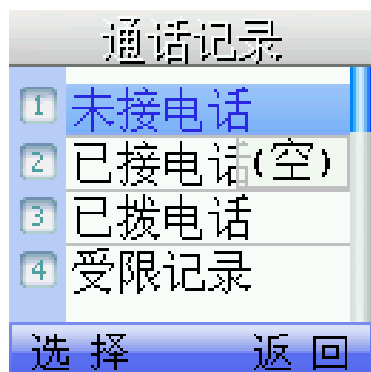 通话记录
1 未接电话
2 已接电话(空)
3 已拨电话
4 受限记录
选择 返回